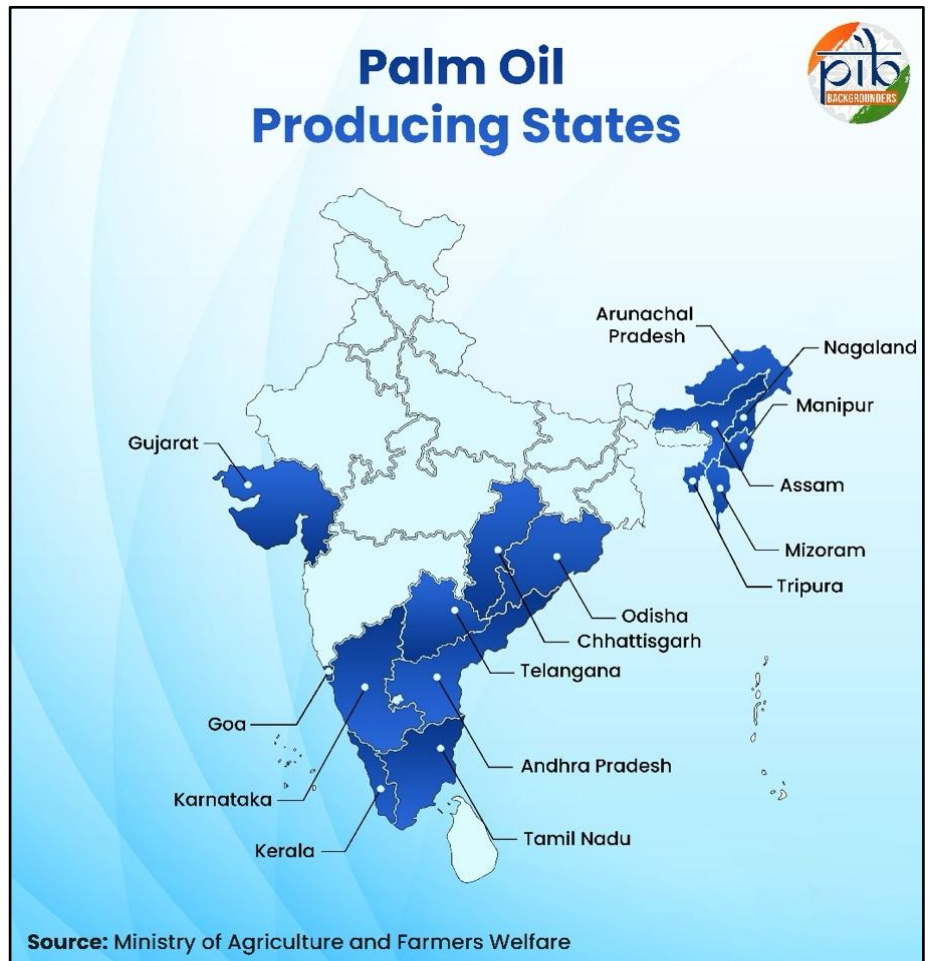 Palm Oil
Producing States
pib
BACKGROUNDERS
Arunachal
Pradesh
Nagaland
Manipur
Gujarat
Assam
Mizoram
Tripura
Odisha
Chhattisgarh
Telangana
Goa
Andhra Pradesh
Karnataka
Tamil Nadu
Kerala
Source: Ministry of Agriculture and Farmers Welfare